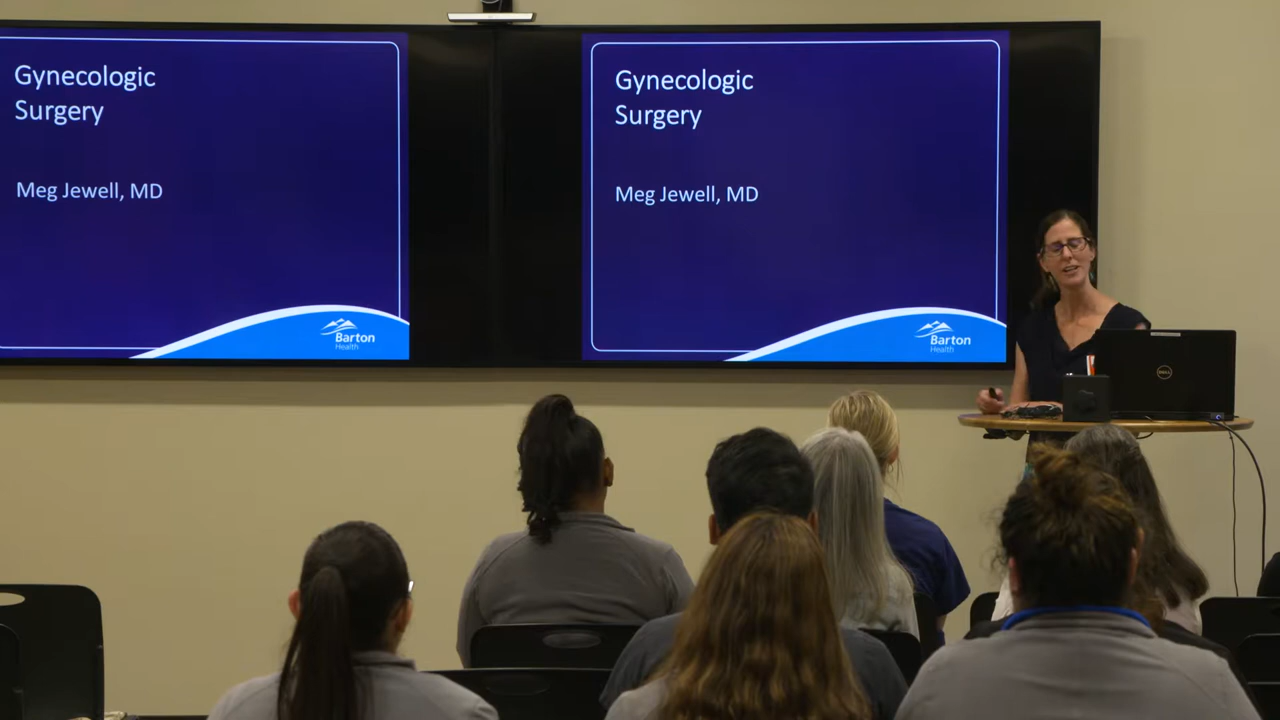 Gynecologic
Surgery
Meg Jewell, MD
Barton
Health
Gynecologic
Surgery
Meg Jewell, MD
Barton
Health
DELL